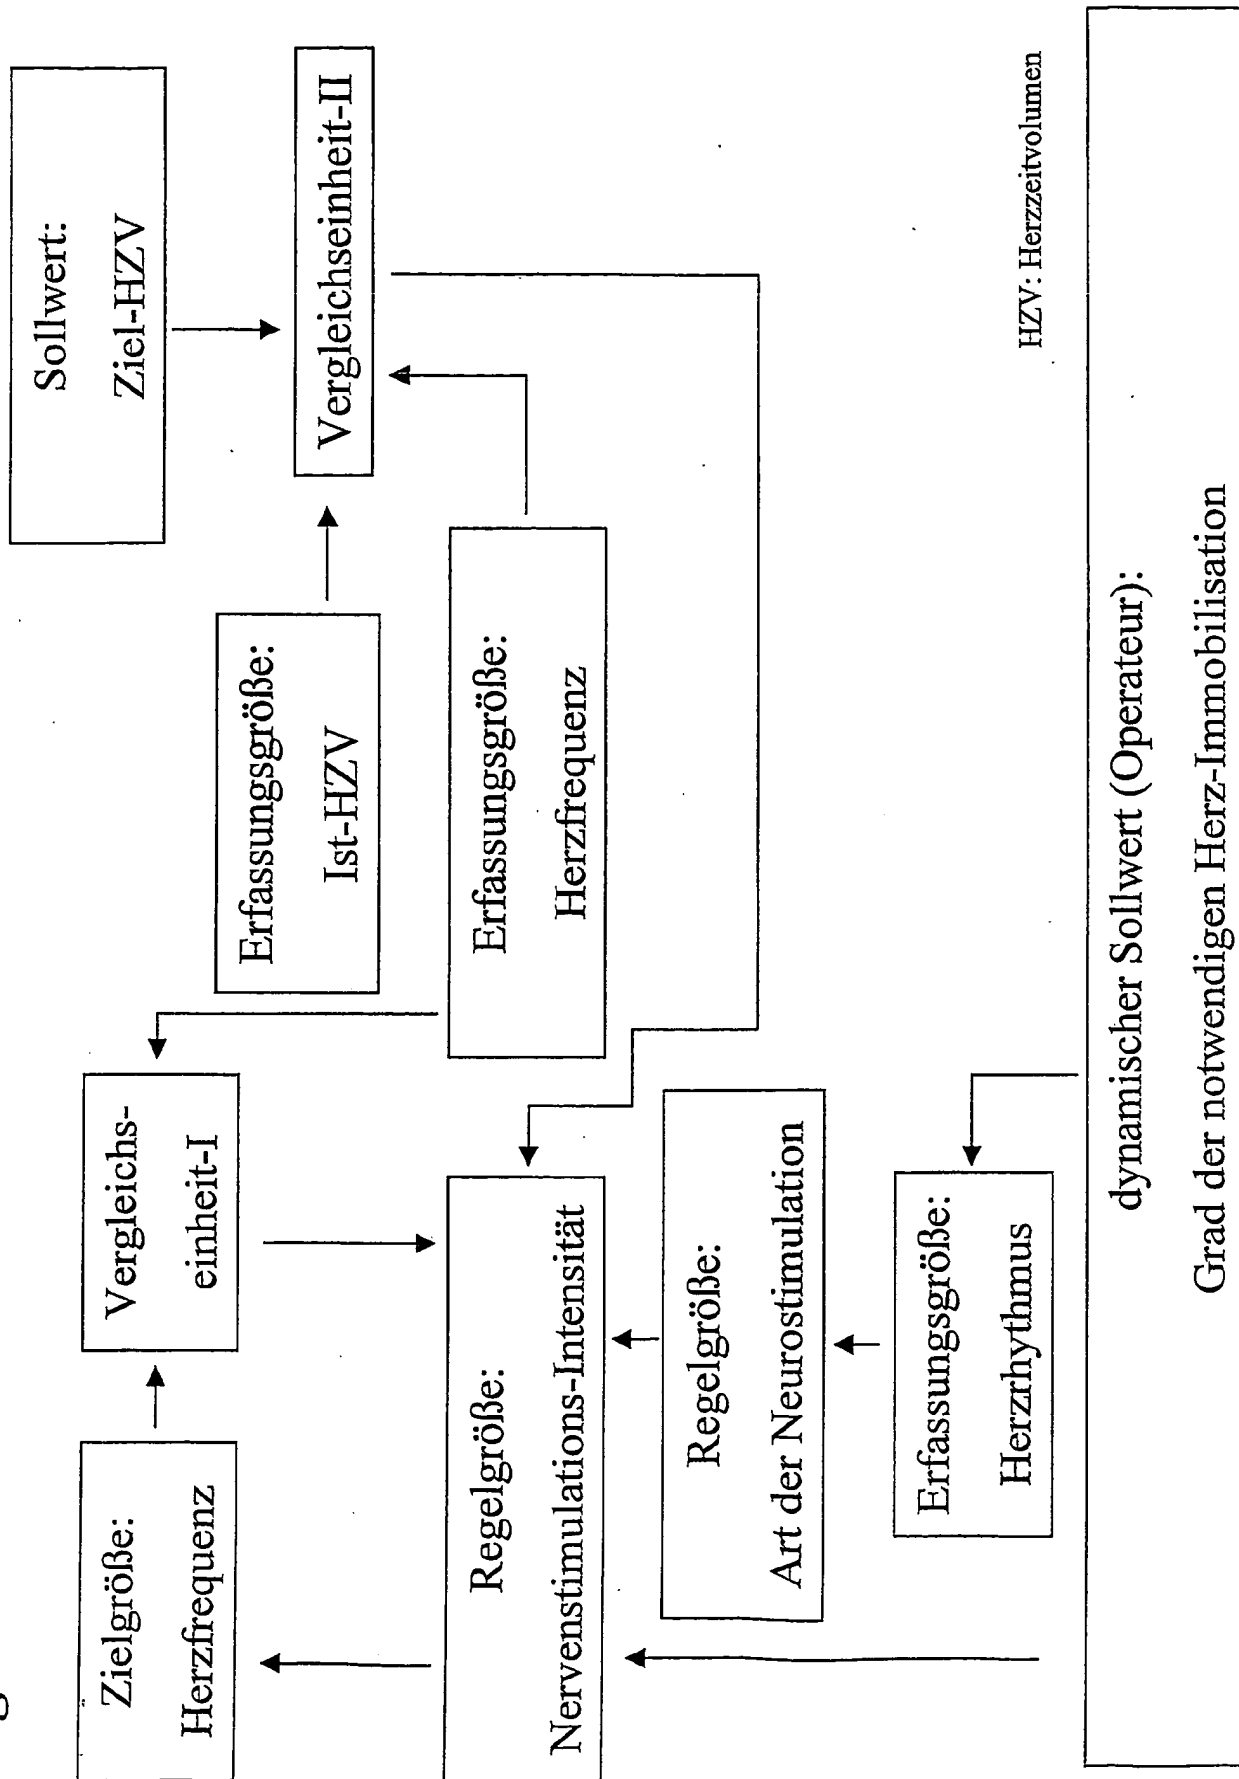 Zielgröße:
Herzfrequenz
Vergleichs-
einheit-I
Sollwert:
Ziel-HZV
Erfassungsgröße:
Ist-HZV
Vergleichseinheit-II
Regelgröße:
Nervenstimulations-Intensität
Erfassungsgröße:
Herzfrequenz
Regelgröße:
Art der Neurostimulation
Erfassungsgröße:
Herzrhythmus
HZV: Herzzeitvolumen
dynamischer Sollwert (Operateur):
Grad der notwendigen Herz-Immobilisation